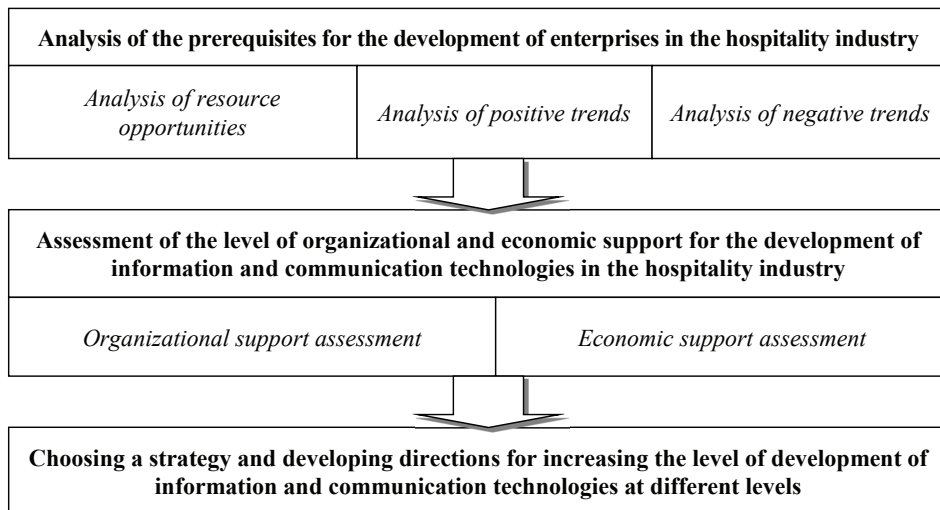 Analysis of the prerequisites for the development of enterprises in the hospitality industry
Analysis of resource
opportunities
Analysis of positive trends
Analysis of negative trends
Assessment of the level of organizational and economic support for the development of
information and communication technologies in the hospitality industry
Organizational support assessment
Economic support assessment
Choosing a strategy and developing directions for increasing the level of development of
information and communication technologies at different levels